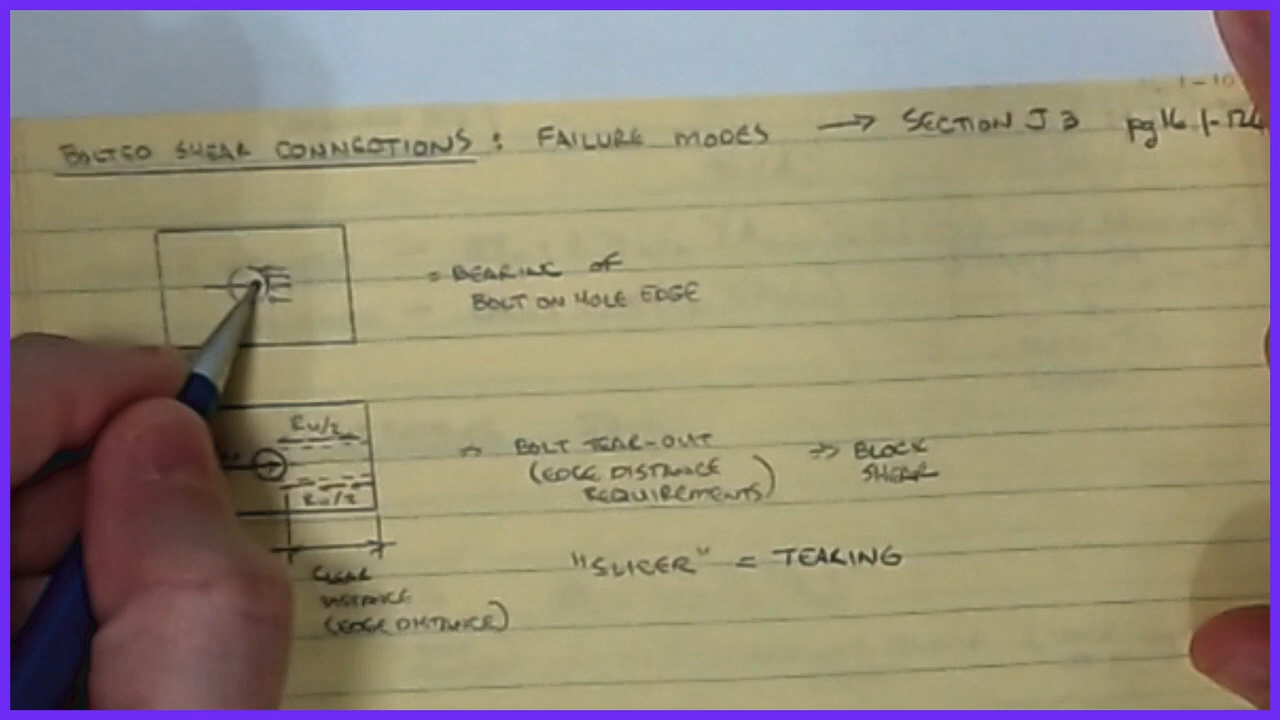 BOLTED SHEAR CONNECTIONS : FAILURE MODES → SECTION J3 pg 16.1-124
= BEARING OF
BOLT ON HOLE EDGE
Ru/2
Ru/2
⇒ BOLT TEAR-OUT
(EDGE DISTANCE
REQUIREMENTS)
⇒ BLOCK
SHEAR
CLEAR
DISTANCE
(EDGE DISTANCE)
"SLICER" = TEARING